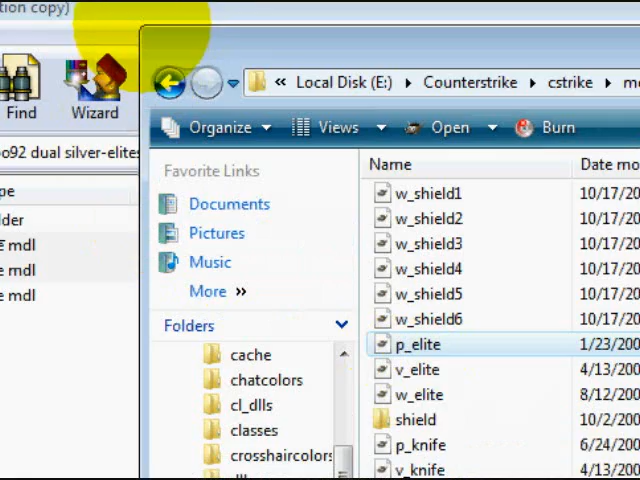 tion copy)
Find
Wizard
o92 dual silver-elites
pe
lder
mdl
e mdl
e mdl
« Local Disk (E:) Counterstrike cstrike mo
Organize Views Open Burn
Favorite Links
Documents
Pictures
Music
More »
Folders
cache
chatcolors
cl_dlls
classes
crosshaircolors
Name Date mo
w_shield1 10/17/20
w_shield2 10/17/20
w_shield3 10/17/20
w_shield4 10/17/20
w_shield5 10/17/20
w_shield6 10/17/20
p_elite 1/23/200
v_elite 4/13/200
w_elite 8/12/200
shield 10/2/200
p_knife 6/24/200
v_knife 4/13/200